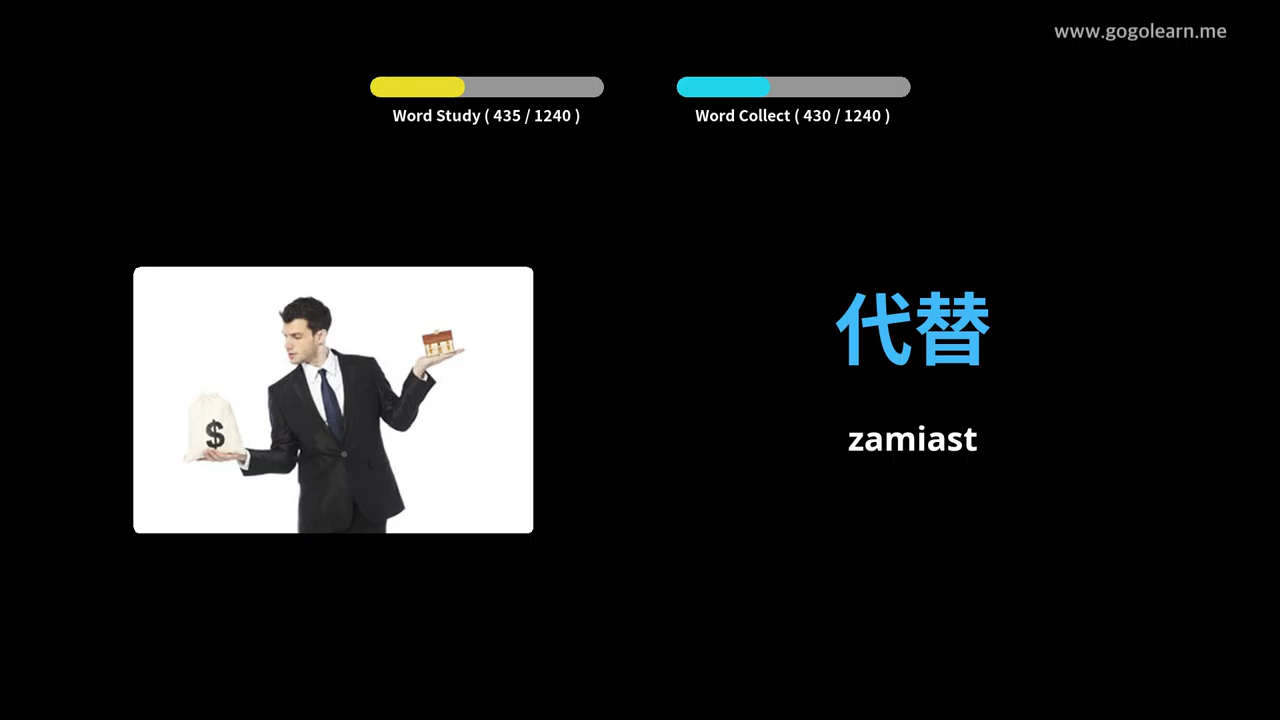 www.gogolearn.me
Word Study ( 435 / 1240 )
Word Collect ( 430 / 1240 )
代替
zamiast
$